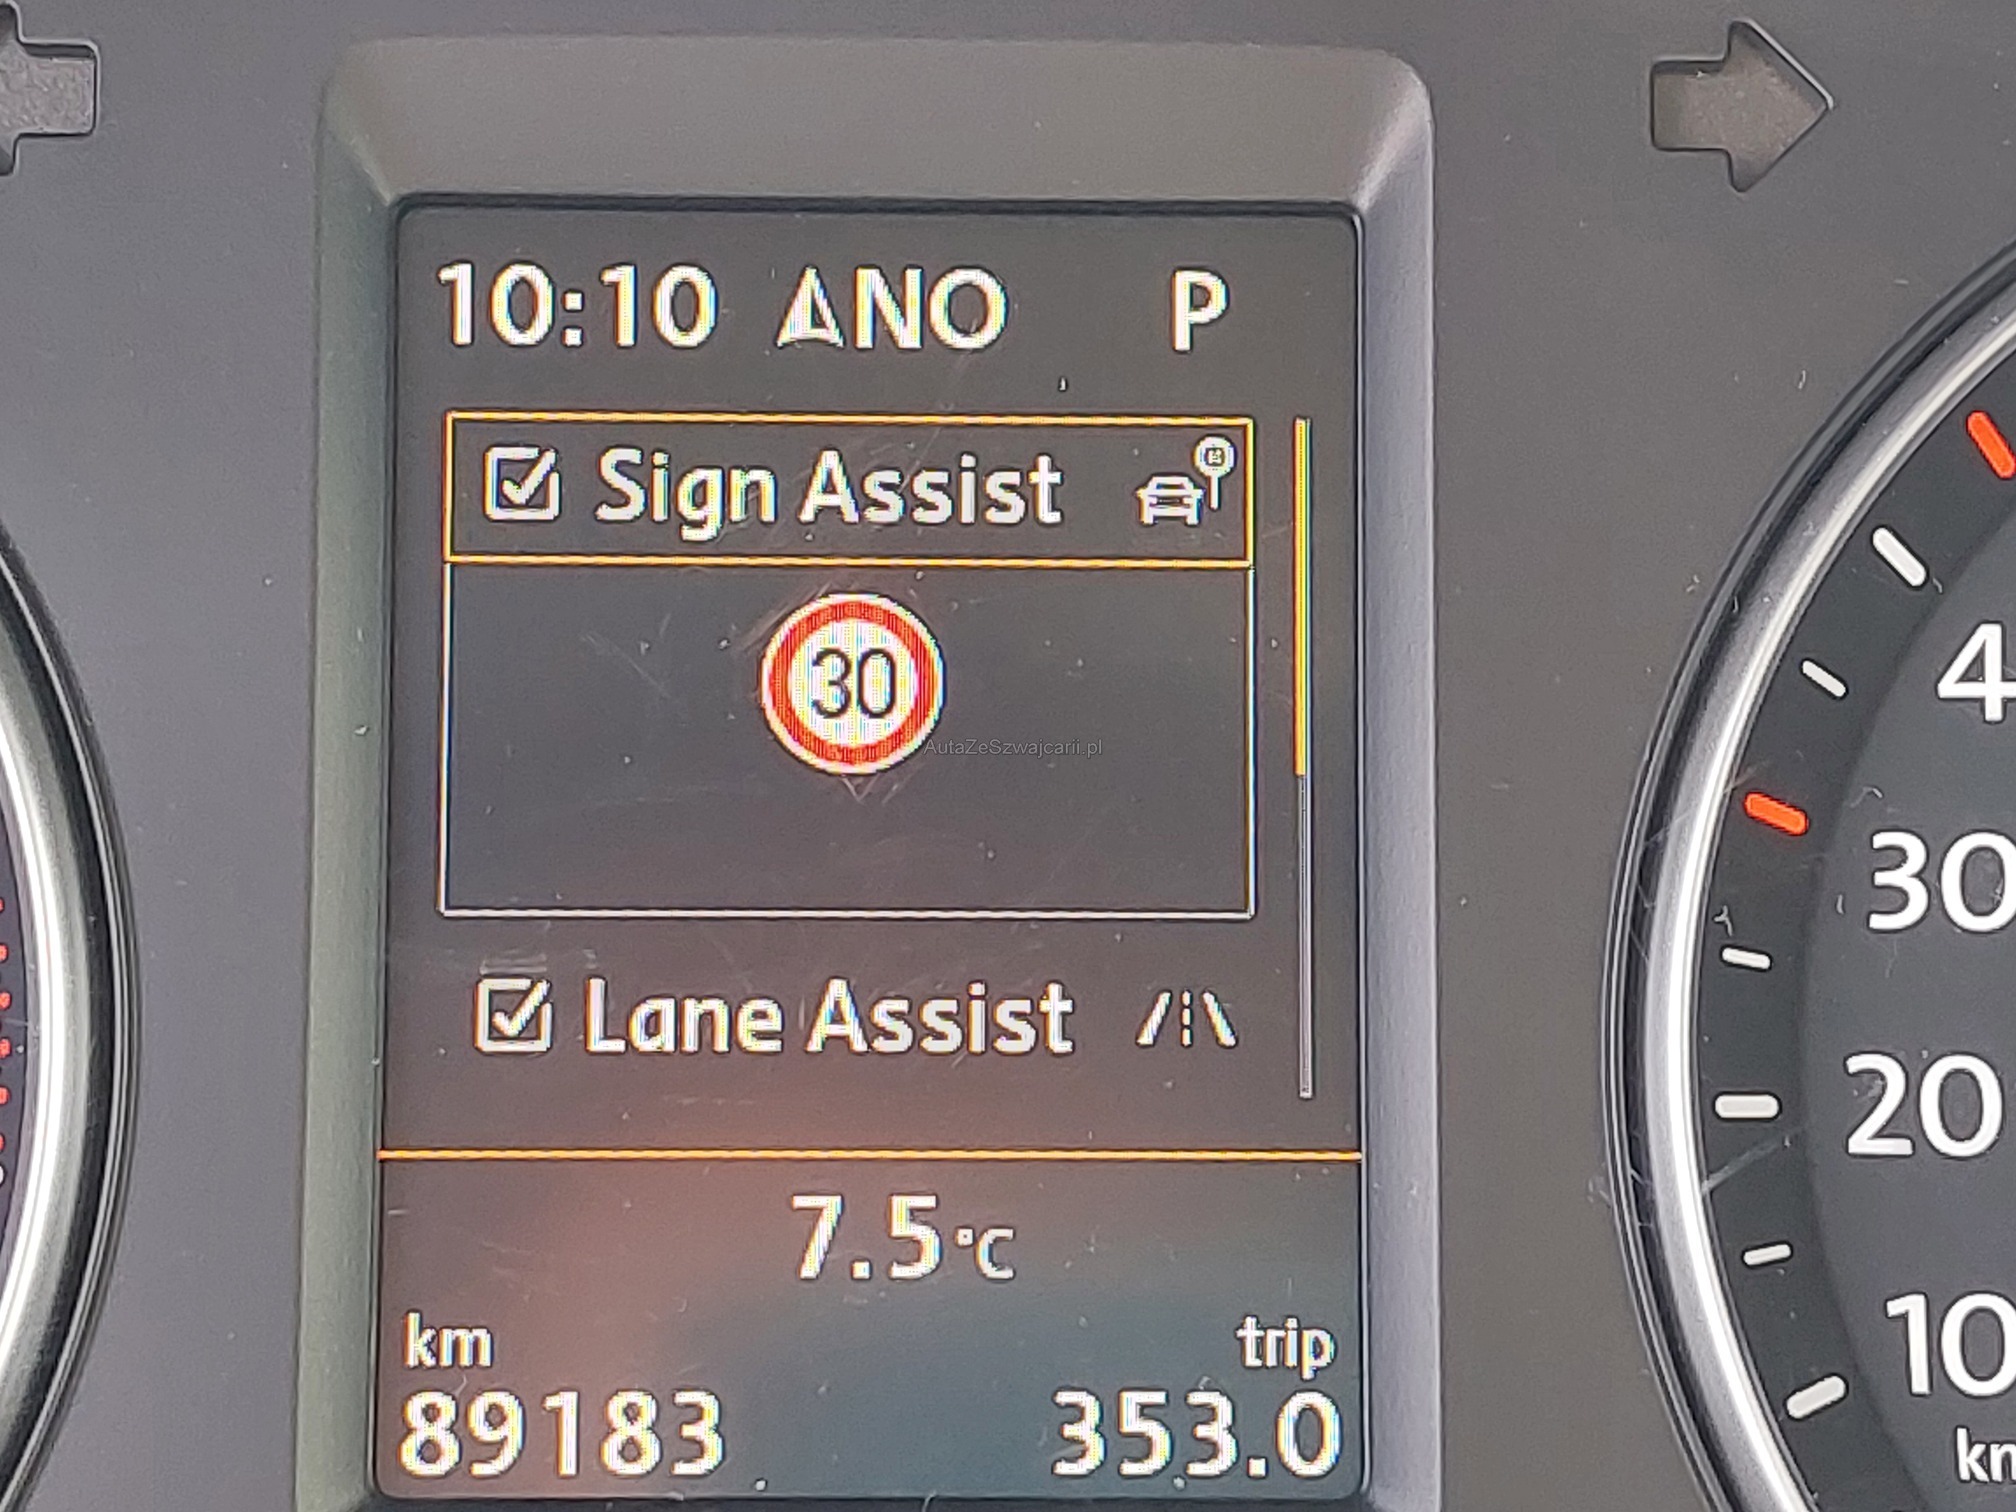 10:10 NO P
Sign Assist
30
AutaZeSzwajcarii.pl
Lane Assist
7.5°C
km trip
89183 353.0
4
30
20
10
km